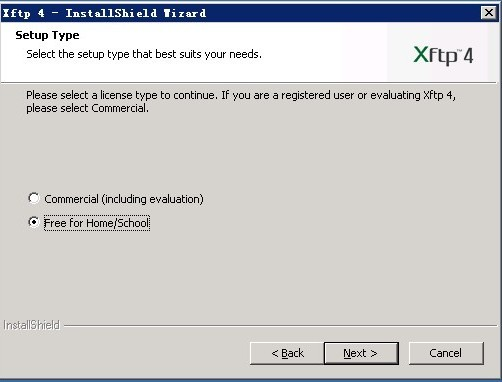 Xftp 4 - InstallShield Wizard
Setup Type
Select the setup type that best suits your needs.
Xftp™4
Please select a license type to continue. If you are a registered user or evaluating Xftp 4,
please select Commercial.
Commercial (including evaluation)
Free for Home/School
InstallShield
< Back
Next >
Cancel